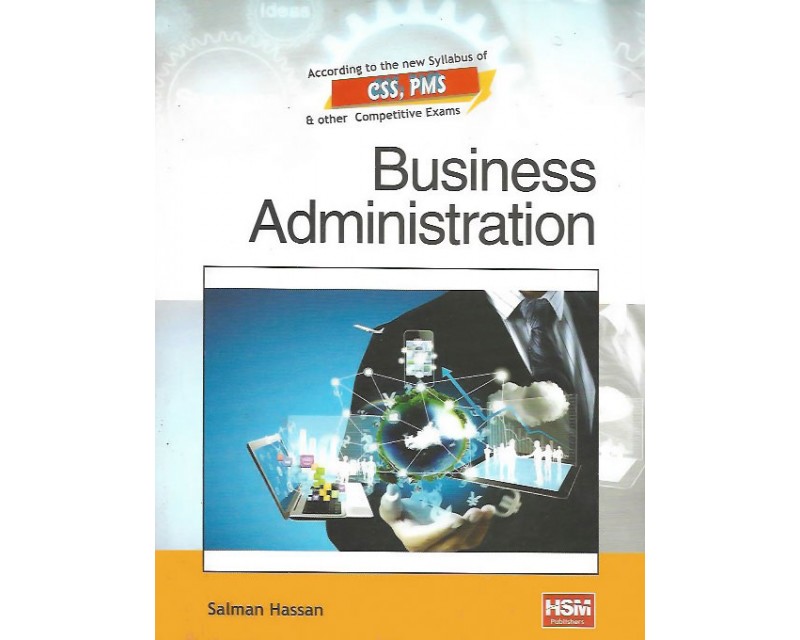 ideas
According to the new Syllabus of
CSS, PMS
& other Competitive Exams
Business
Administration
Salman Hassan
HSM
Publishers